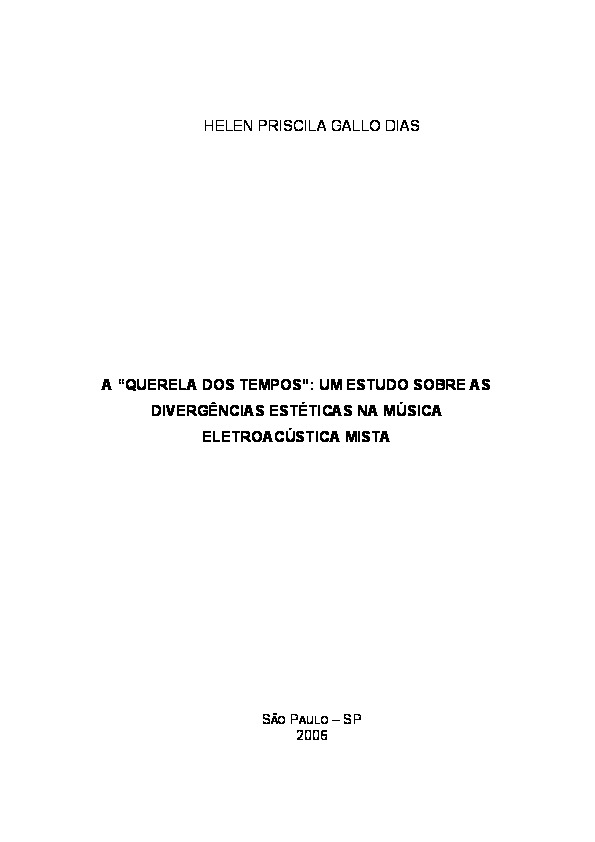 HELEN PRISCILA GALLO DIAS
A "QUERELA DOS TEMPOS": UM ESTUDO SOBRE AS
DIVERGÊNCIAS ESTÉTICAS NA MÚSICA
ELETROACÚSTICA MISTA
SÃO PAULO – SP
2006